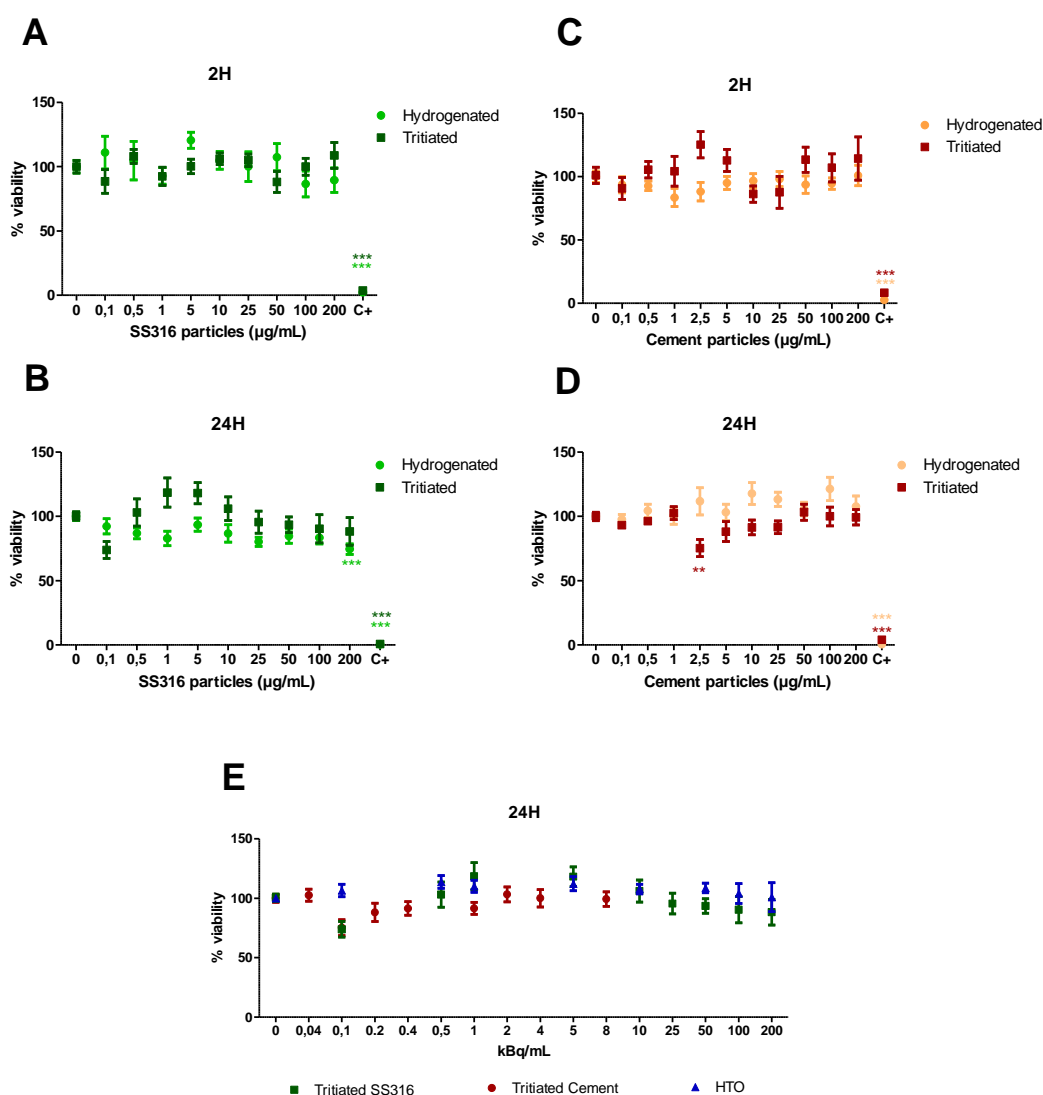 A
2H
150
100
50
0
% viability
0 0,1 0,5 1 5 10 25 50 100 200 C+
SS316 particles (µg/mL)
Hydrogenated
Tritiated
***
***
C
2H
150
100
50
0
% viability
0 0,1 0,5 1 2,5 5 10 25 50 100 200 C+
Cement particles (µg/mL)
Hydrogenated
Tritiated
***
***
B
24H
150
100
50
0
% viability
0 0,1 0,5 1 5 10 25 50 100 200 C+
SS316 particles (µg/mL)
Hydrogenated
Tritiated
***
***
***
D
24H
150
100
50
0
% viability
0 0,1 0,5 1 2,5 5 10 25 50 100 200 C+
Cement particles (µg/mL)
Hydrogenated
Tritiated
**
***
***
E
24H
150
100
50
0
% viability
0 0,04 0,1 0.2 0.4 0,5 1 2 4 5 8 10 25 50 100 200
kBq/mL
Tritiated SS316 Tritiated Cement HTO